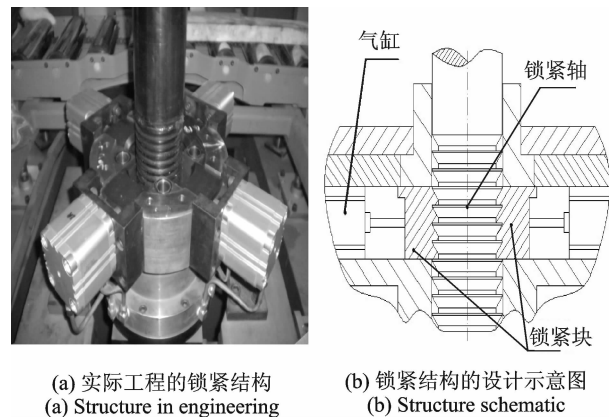 气缸
锁紧轴
锁紧块
(a) 实际工程的锁紧结构
(a) Structure in engineering
(b) 锁紧结构的设计示意图
(b) Structure schematic